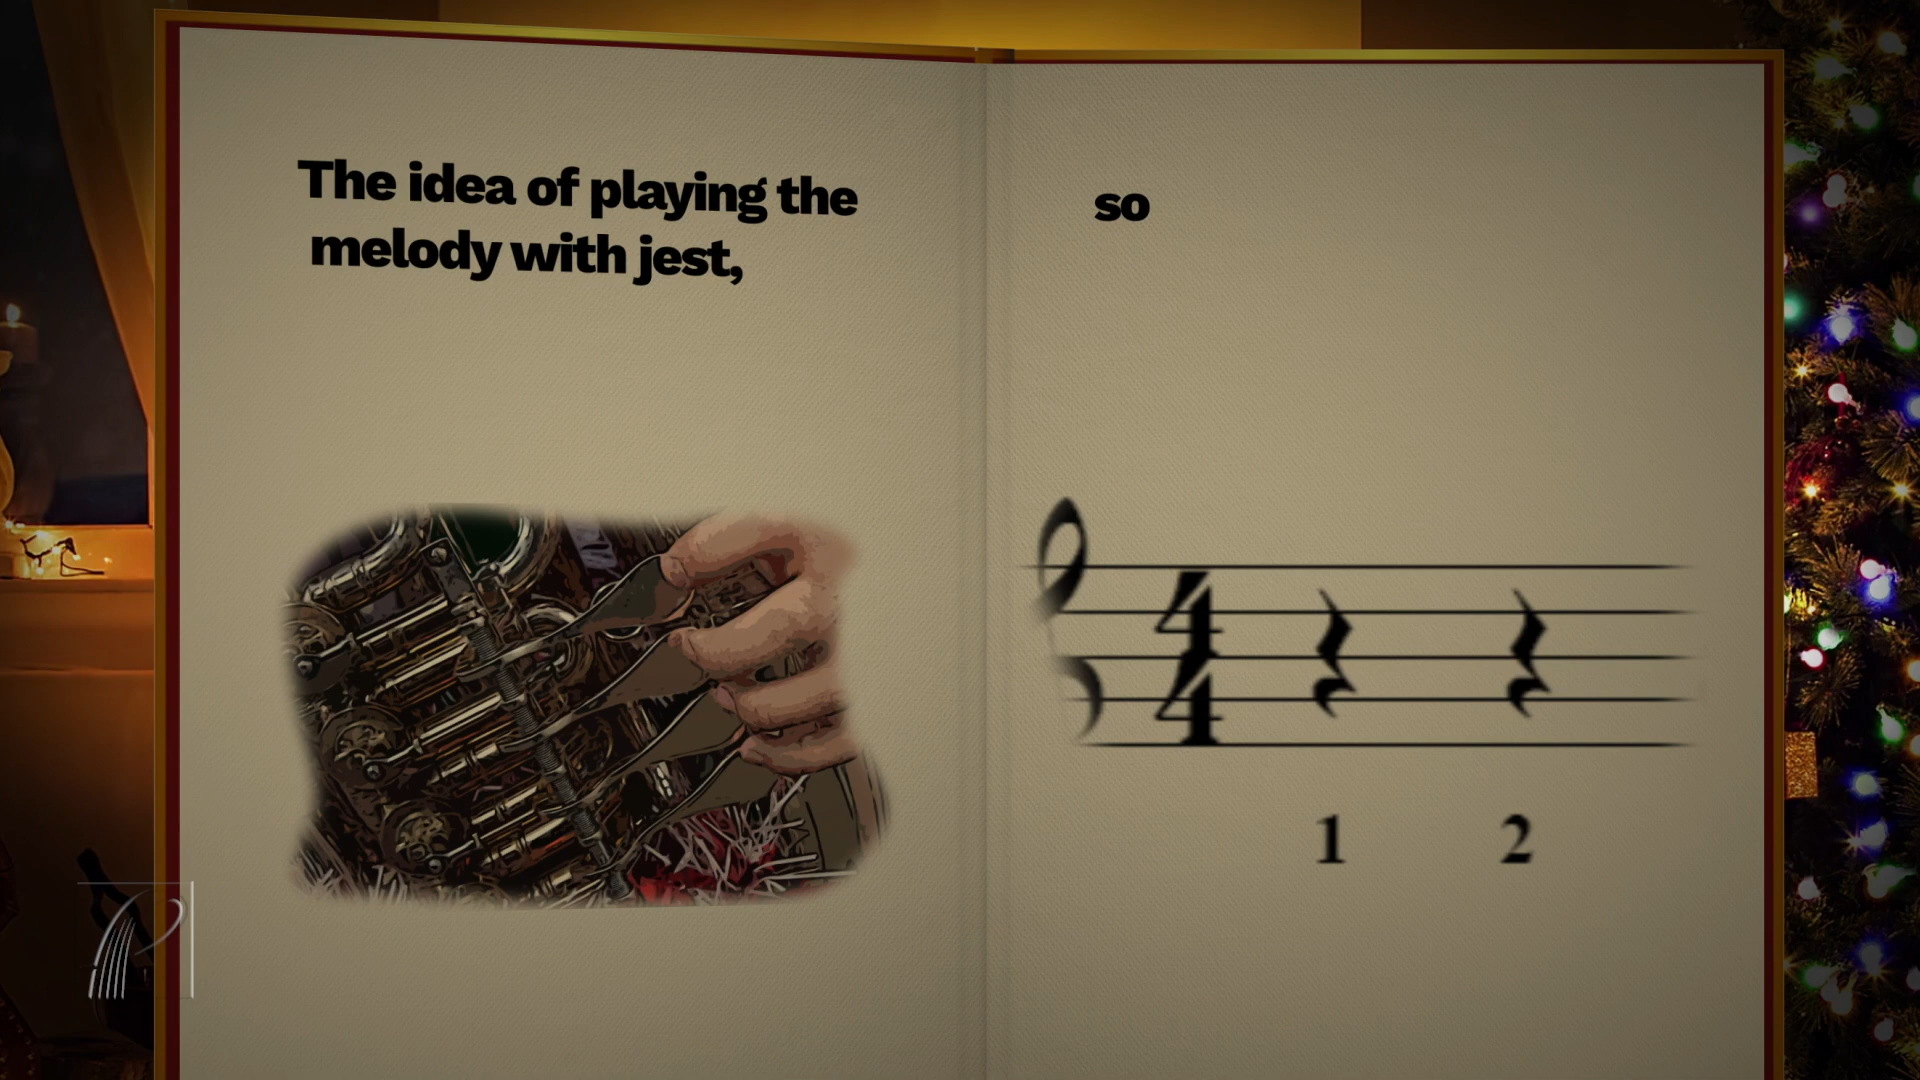 The idea of playing the
melody with jest,
so
4
4
1 2